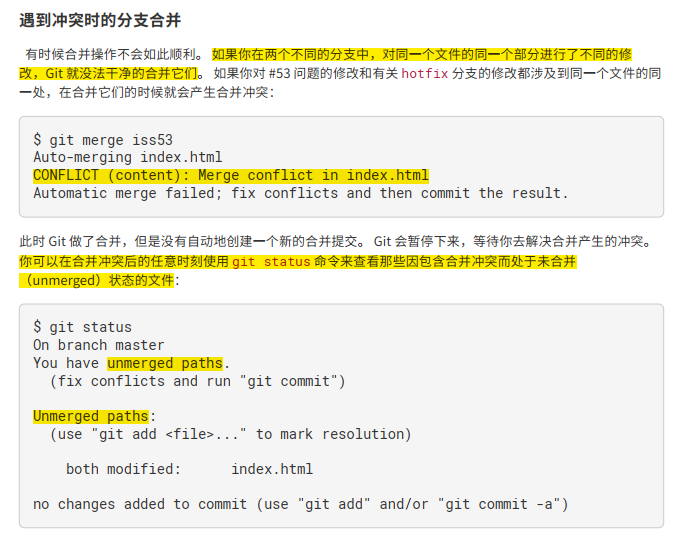 遇到冲突时的分支合并
有时候合并操作不会如此顺利。 如果你在两个不同的分支中，对同一个文件的同一个部分进行了不同的修
改，Git 就没法干净的合并它们。 如果你对 #53 问题的修改和有关 hotfix 分支的修改都涉及到同一个文件的同
一处，在合并它们的时候就会产生合并冲突：
$ git merge iss53
Auto-merging index.html
CONFLICT (content): Merge conflict in index.html
Automatic merge failed; fix conflicts and then commit the result.
此时 Git 做了合并，但是没有自动地创建一个新的合并提交。 Git 会暂停下来，等待你去解决合并产生的冲突。
你可以在合并冲突后的任意时刻使用 git status 命令来查看那些因包含合并冲突而处于未合并
（unmerged）状态的文件：
$ git status
On branch master
You have unmerged paths.
  (fix conflicts and run "git commit")
Unmerged paths:
  (use "git add <file>..." to mark resolution)
    both modified:      index.html
no changes added to commit (use "git add" and/or "git commit -a")